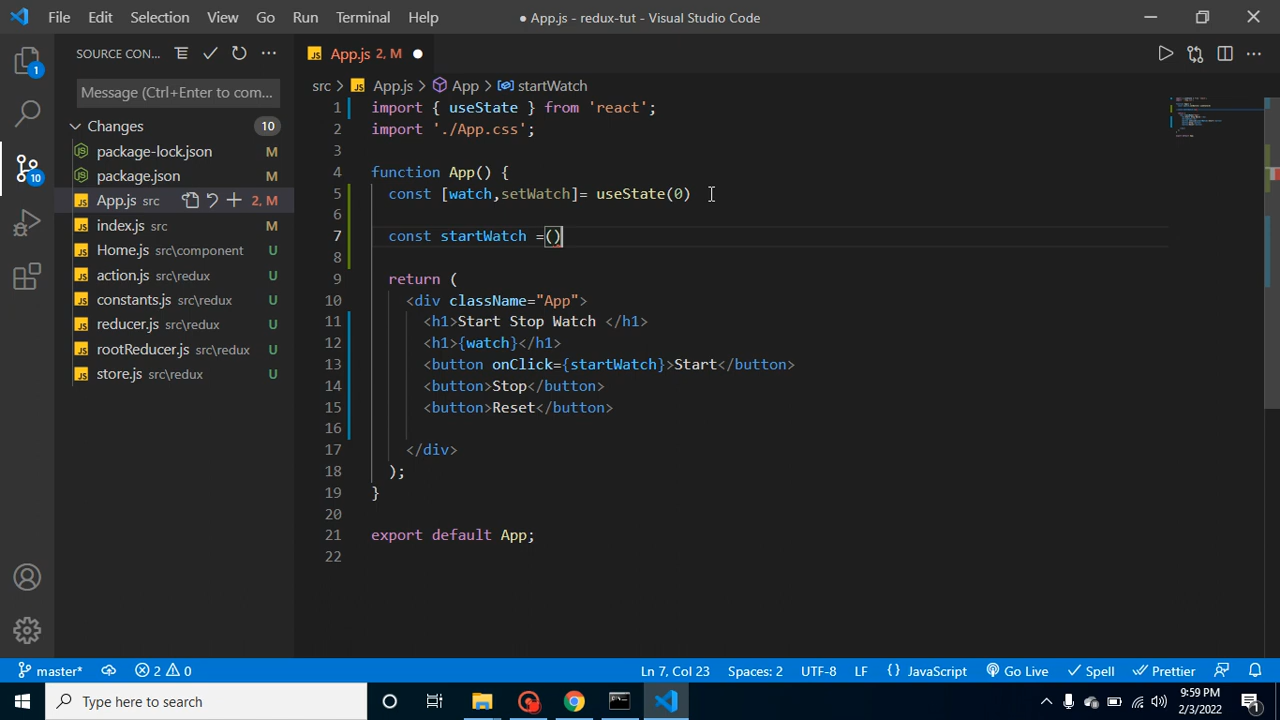 File Edit Selection View Go Run Terminal Help
● App.js - redux-tut - Visual Studio Code
SOURCE CON...
Message (Ctrl+Enter to com...
Changes 10
package-lock.json M
package.json M
App.js src 2, M
index.js src M
Home.js src\component U
action.js src\redux U
constants.js src\redux U
reducer.js src\redux U
rootReducer.js src\redux U
store.js src\redux U
1
10
JS App.js 2, M ●
src > JS App.js > App > startWatch
1 import { useState } from 'react';
2 import './App.css';
3
4 function App() {
5 const [watch,setWatch]= useState(0)
6
7 const startWatch =()
8
9 return (
10 <div className="App">
11 <h1>Start Stop Watch </h1>
12 <h1>{watch}</h1>
13 <button onClick={startWatch}>Start</button>
14 <button>Stop</button>
15 <button>Reset</button>
16
17 </div>
18 );
19 }
20
21 export default App;
22
master* 2 0 Ln 7, Col 23 Spaces: 2 UTF-8 LF {} JavaScript Go Live Spell Prettier
Type here to search
9:59 PM
2/3/2022
1